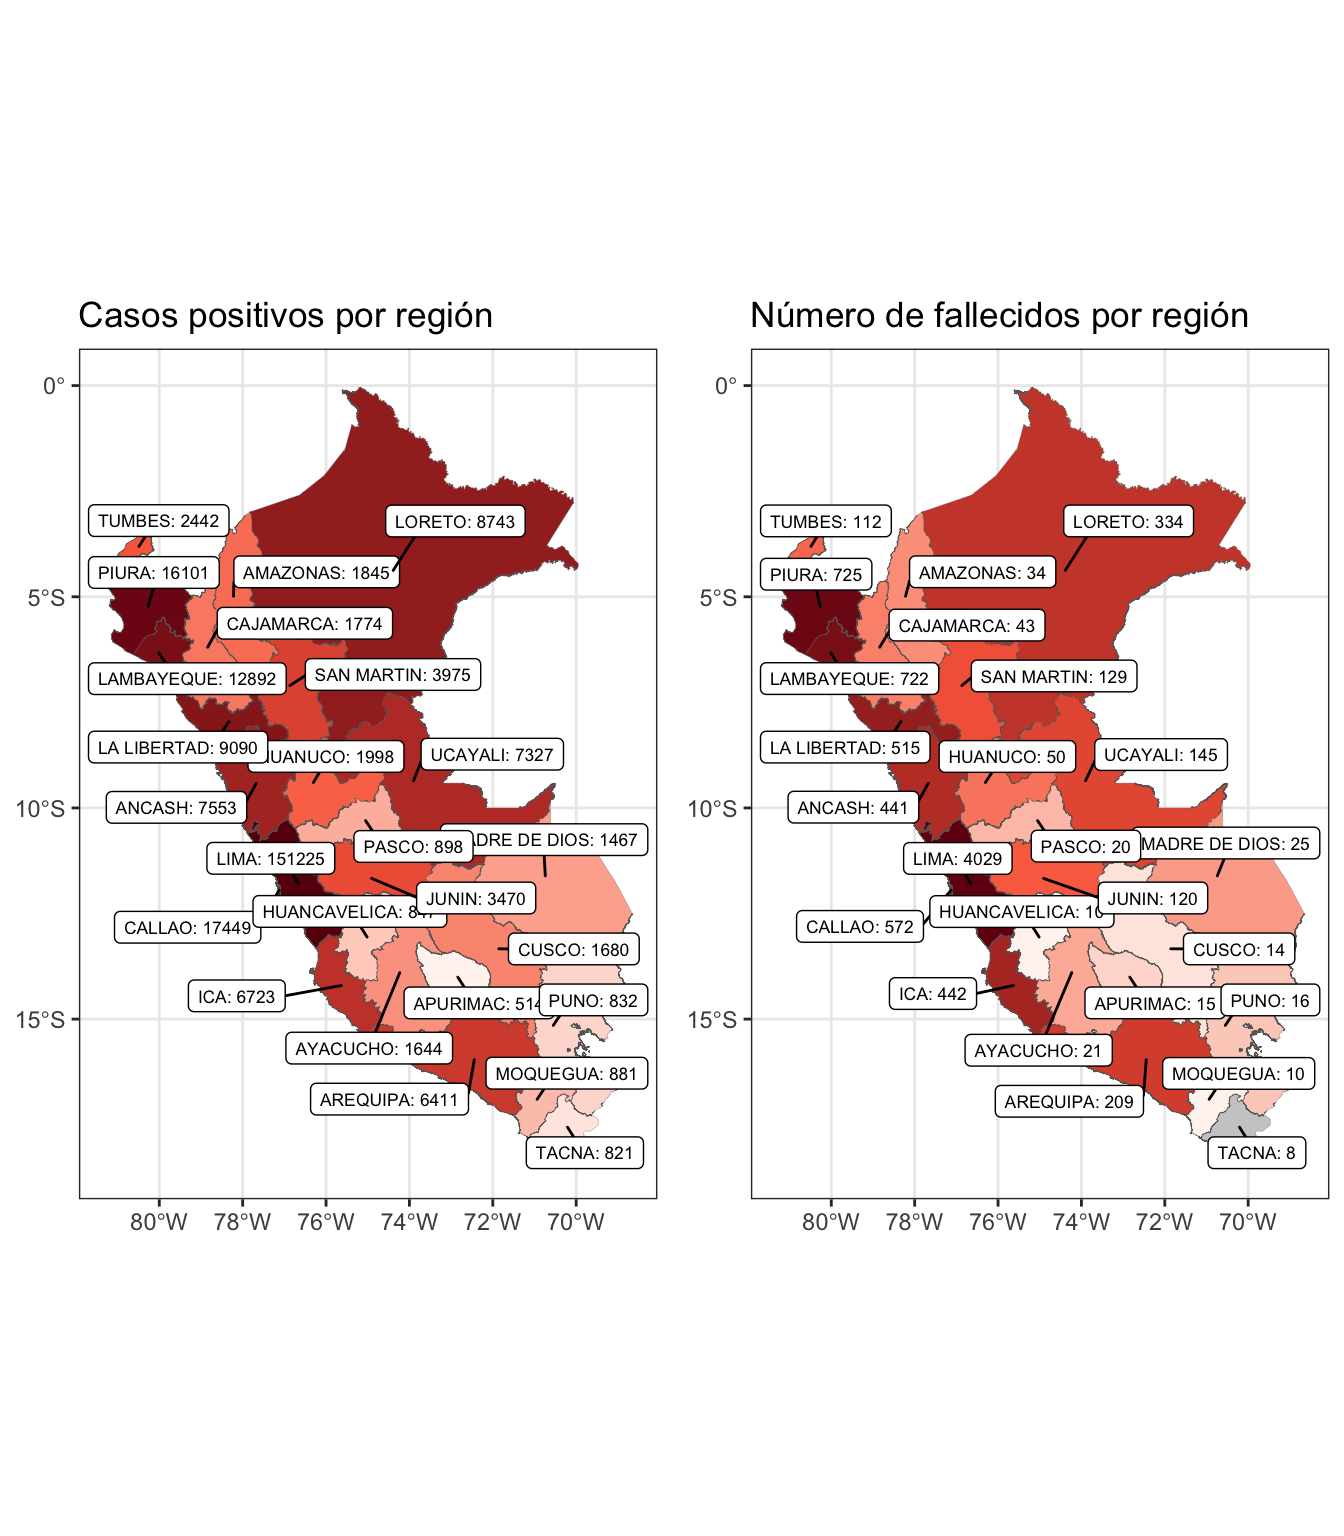 Casos positivos por región
0°
5°S
10°S
15°S
TUMBES: 2442
LORETO: 8743
PIURA: 16101
AMAZONAS: 1845
CAJAMARCA: 1774
LAMBAYEQUE: 12892
SAN MARTIN: 3975
LA LIBERTAD: 9090
UANUCO: 1998
UCAYALI: 7327
ANCASH: 7553
ADRE DE DIOS: 1467
PASCO: 898
LIMA: 151225
JUNIN: 3470
HUANCAVELICA:
CALLAO: 17449
CUSCO: 1680
ICA: 6723
APURIMAC: 514
PUNO: 832
AYACUCHO: 1644
MOQUEGUA: 881
AREQUIPA: 6411
TACNA: 821
80°W 78°W 76°W 74°W 72°W 70°W
Número de fallecidos por región
0°
5°S
10°S
15°S
TUMBES: 112
LORETO: 334
PIURA: 725
AMAZONAS: 34
CAJAMARCA: 43
LAMBAYEQUE: 722
SAN MARTIN: 129
LA LIBERTAD: 515
HUANUCO: 50
UCAYALI: 145
ANCASH: 441
MADRE DE DIOS: 25
PASCO: 20
LIMA: 4029
JUNIN: 120
HUANCAVELICA: 10
CALLAO: 572
CUSCO: 14
ICA: 442
APURIMAC: 15
PUNO: 16
AYACUCHO: 21
MOQUEGUA: 10
AREQUIPA: 209
TACNA: 8
80°W 78°W 76°W 74°W 72°W 70°W